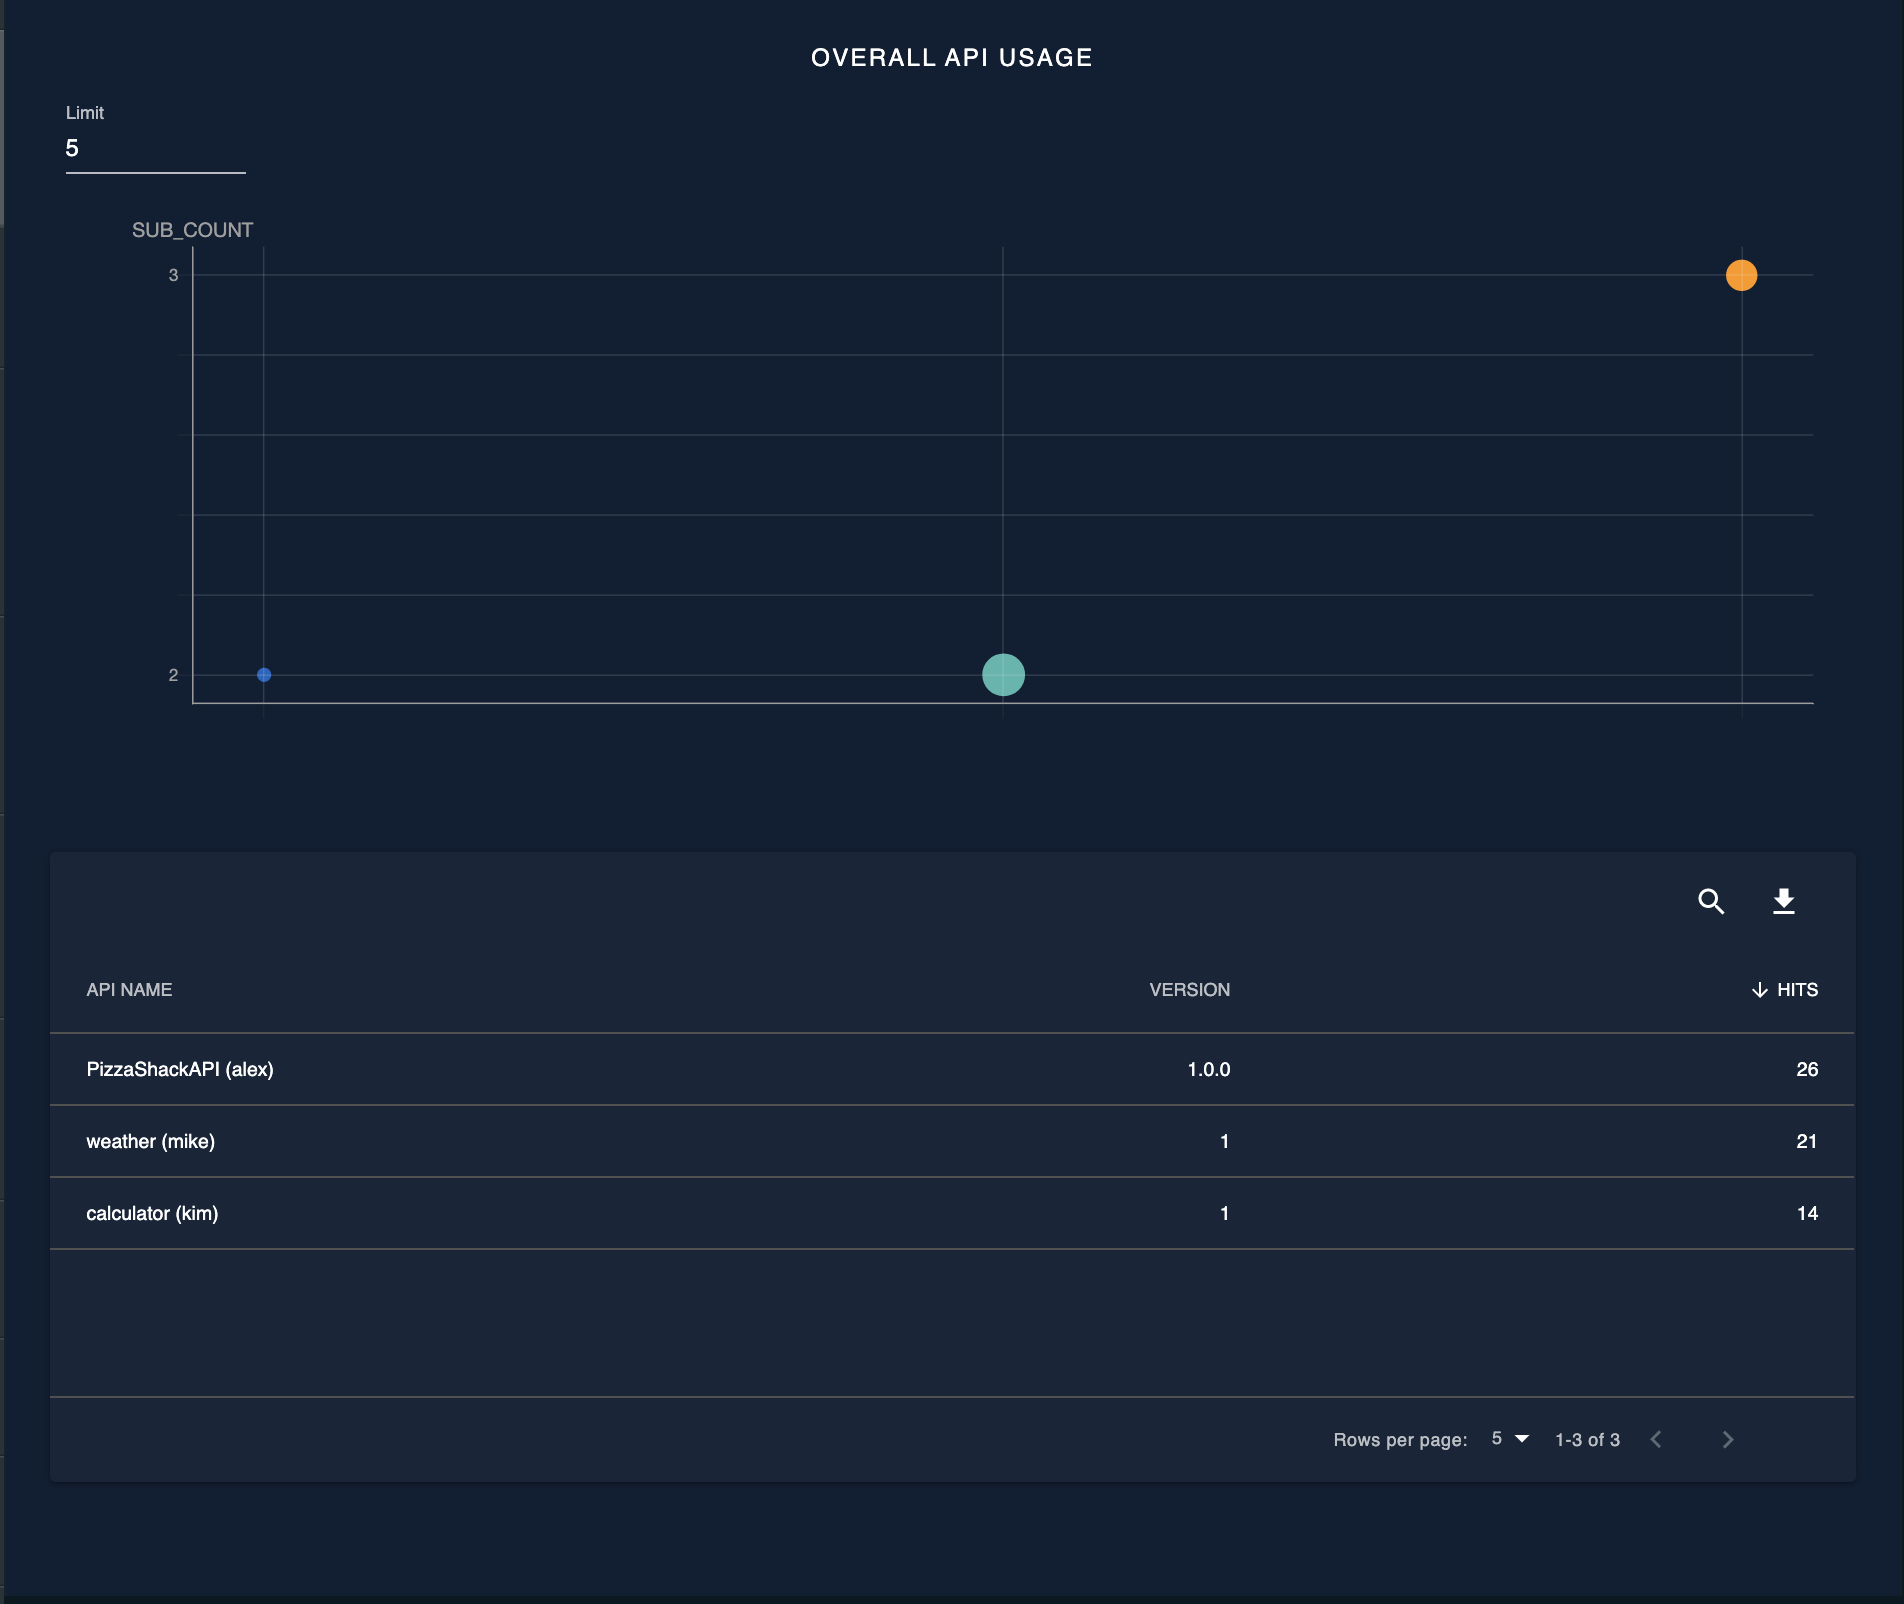 OVERALL API USAGE
Limit
5
SUB_COUNT
3
2
API NAME VERSION HITS
PizzaShackAPI (alex) 1.0.0 26
weather (mike) 1 21
calculator (kim) 1 14
Rows per page: 5 1-3 of 3